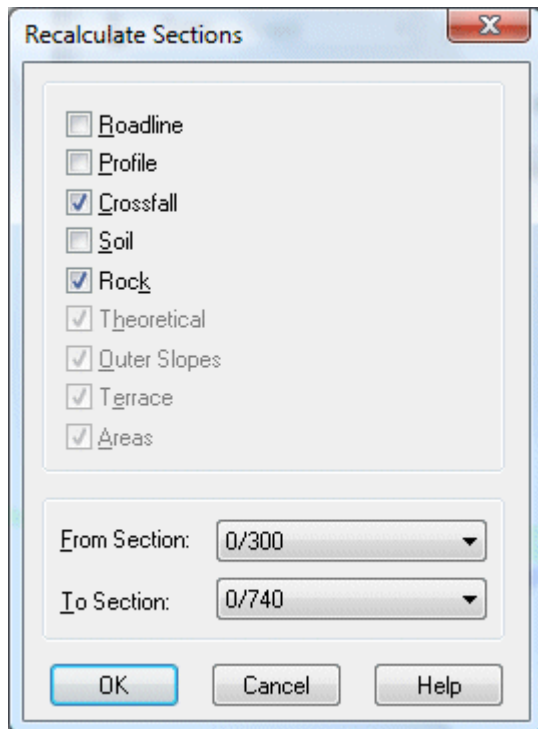 Recalculate Sections
Roadline
Profile
Crossfall
Soil
Rock
Theoretical
Outer Slopes
Terrace
Areas
From Section: 0/300
To Section: 0/740
OK Cancel Help